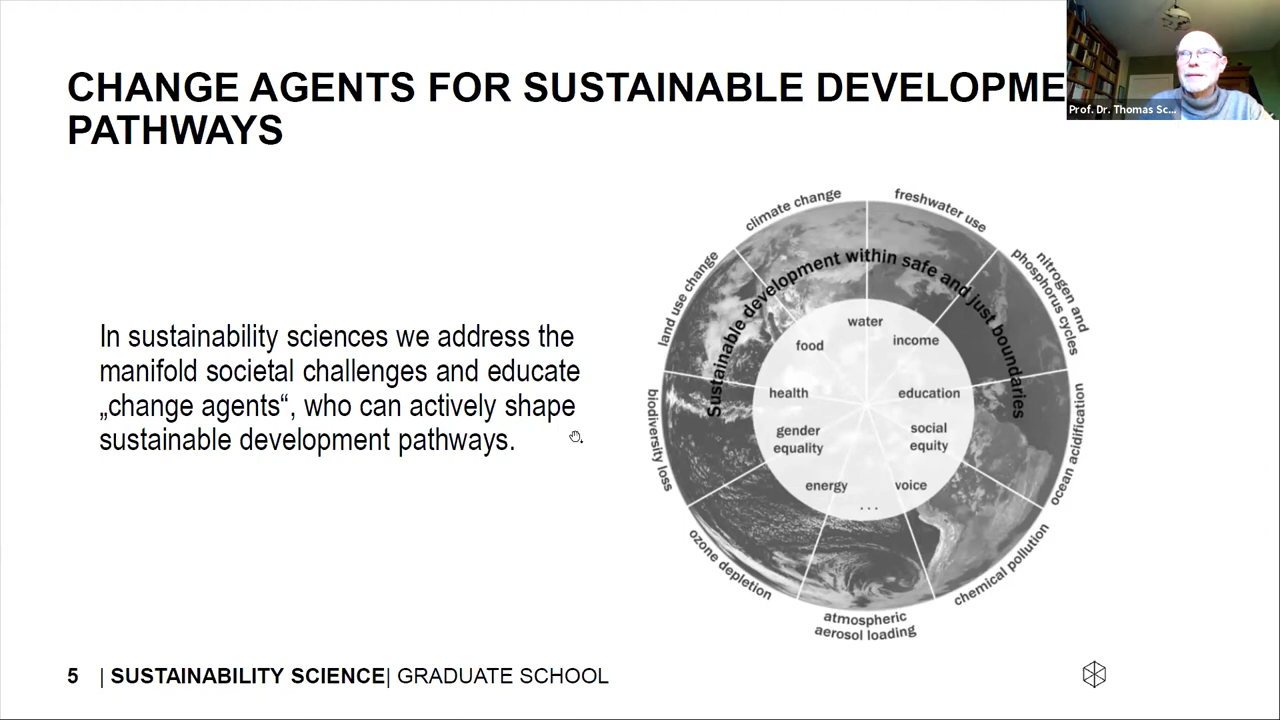 CHANGE AGENTS FOR SUSTAINABLE DEVELOPME
PATHWAYS
Prof. Dr. Thomas Sc...
In sustainability sciences we address the
manifold societal challenges and educate
„change agents“, who can actively shape
sustainable development pathways.
climate change
freshwater use
nitrogen and
phosphorus cycles
ocean acidification
chemical pollution
atmospheric
aerosol loading
ozone depletion
biodiversity loss
land use change
Sustainable development within safe and just boundaries
water
food
income
health
education
gender
equality
social
equity
energy
voice
...
5 | SUSTAINABILITY SCIENCE| GRADUATE SCHOOL